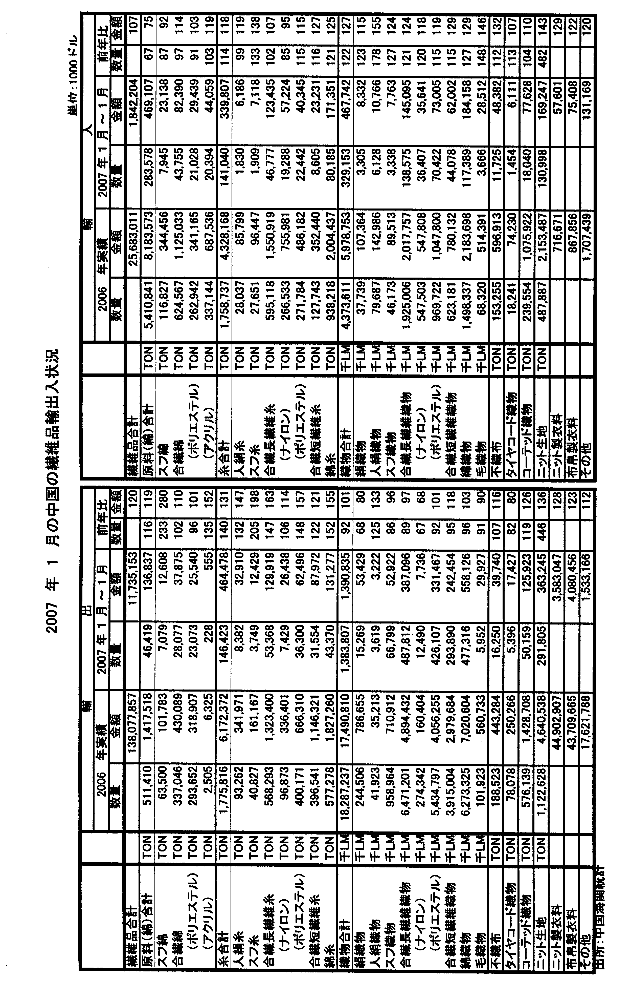 2007 年 1 月の中国の繊維品輸出入状況
単位:1000ドル
輸 出 輸 入
2006 年実績 2007 年 1 月 ～ 1 月 前年比 2006 年実績 2007 年 1 月 ～ 1 月 前年比
数量 金額 数量 金額 数量 金額 数量 金額 数量 金額 数量 金額
繊維品合計 138,077,857 11,735,153 120 繊維品合計 25,683,011 1,842,204 107
原料(綿)合計 TON 511,410 1,417,518 46,419 136,837 116 119 原料(綿)合計 TON 5,410,841 8,183,573 283,578 469,107 67 75
スフ綿 TON 63,500 101,783 7,079 12,608 233 280 スフ綿 TON 116,827 344,456 7,945 23,138 87 92
合繊綿 TON 337,046 430,089 28,077 37,875 102 110 合繊綿 TON 624,567 1,125,033 43,755 82,390 97 114
(ポリエステル) TON 293,652 318,907 23,073 25,540 96 101 (ポリエステル) TON 262,942 341,165 21,028 29,439 91 103
(アクリル) TON 2,505 6,325 228 555 135 152 (アクリル) TON 337,144 687,536 20,394 44,059 103 119
糸合計 TON 1,775,816 6,172,372 146,423 464,478 140 131 糸合計 TON 1,758,737 4,328,168 141,040 339,807 114 118
人絹糸 TON 93,262 341,971 8,382 32,910 132 147 人絹糸 TON 28,037 85,799 1,830 6,186 99 119
スフ糸 TON 40,827 161,167 3,749 12,429 205 198 スフ糸 TON 27,651 96,447 1,909 7,118 133 138
合繊長繊維糸 TON 568,293 1,323,400 53,368 129,919 147 163 合繊長繊維糸 TON 595,118 1,550,919 46,777 123,435 102 107
(ナイロン) TON 96,873 336,401 7,429 26,438 106 114 (ナイロン) TON 266,533 755,981 19,288 57,224 85 95
(ポリエステル) TON 400,171 666,310 36,300 62,496 148 157 (ポリエステル) TON 271,784 486,182 22,442 40,345 115 115
合繊短繊維糸 TON 396,541 1,146,321 31,554 87,972 122 121 合繊短繊維糸 TON 127,743 352,440 8,605 23,231 116 127
綿糸 TON 577,278 1,827,260 43,370 131,277 152 155 綿糸 TON 938,218 2,004,437 80,185 171,351 121 125
織物合計 千LM 18,287,237 17,490,810 1,383,807 1,390,835 92 101 織物合計 千LM 4,373,611 5,978,753 329,153 467,742 122 127
絹織物 千LM 244,506 786,655 15,269 53,429 68 80 絹織物 千LM 37,739 107,364 3,305 8,332 123 115
人絹織物 千LM 41,923 35,213 3,619 3,222 125 133 人絹織物 千LM 79,687 142,986 6,128 10,766 178 155
スフ織物 千LM 958,964 710,912 66,799 52,922 86 96 スフ織物 千LM 46,173 89,513 3,338 7,763 127 124
合繊長繊維織物 千LM 6,471,201 4,894,432 487,812 387,096 89 97 合繊長繊維織物 千LM 1,925,006 2,017,757 138,575 145,095 121 124
(ナイロン) 千LM 274,342 160,404 12,490 7,736 67 68 (ナイロン) 千LM 547,503 547,808 36,407 35,641 120 118
(ポリエステル) 千LM 5,434,797 4,056,255 426,107 331,467 92 101 (ポリエステル) 千LM 969,722 1,047,800 70,422 73,005 115 119
合繊短繊維織物 千LM 3,915,004 2,979,684 293,890 242,454 95 118 合繊短繊維織物 千LM 623,181 780,132 44,078 62,002 115 129
綿織物 千LM 6,273,325 7,020,604 477,316 558,126 96 103 綿織物 千LM 1,498,337 2,183,698 117,389 184,158 127 129
毛織物 千LM 101,923 560,733 5,952 29,927 91 90 毛織物 千LM 68,320 514,391 3,666 28,512 148 146
不織布 TON 188,523 443,284 16,250 39,740 107 116 不織布 TON 153,255 596,913 11,725 48,382 112 132
タイヤコード織物 TON 78,078 250,266 5,396 17,427 82 80 タイヤコード織物 TON 18,241 74,230 1,454 6,111 113 107
コーテッド織物 TON 576,139 1,428,708 50,159 125,923 119 126 コーテッド織物 TON 239,554 1,075,922 18,040 77,628 104 110
ニット生地 TON 1,122,628 4,640,538 291,805 363,245 446 136 ニット生地 TON 487,887 2,153,487 130,998 169,247 482 143
ニット製衣料 44,902,907 3,583,047 128 ニット製衣料 716,671 57,601 129
布帛製衣料 43,709,665 4,080,456 123 布帛製衣料 867,856 75,408 122
その他 17,621,788 1,533,166 112 その他 1,707,439 131,169 120
出所:中国海関統計